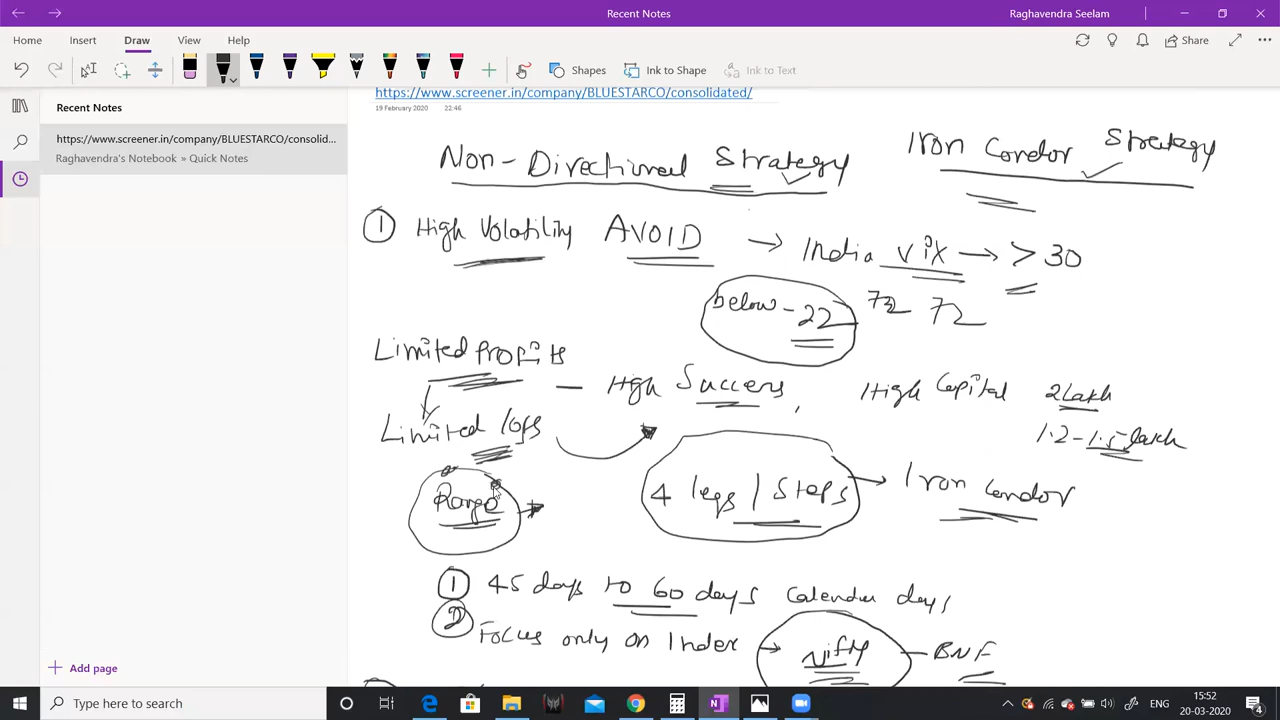 Recent Notes
Raghavendra Seelam
Home Insert Draw View Help
Share
Shapes Ink to Shape Ink to Text
Recent Notes
https://www.screener.in/company/BLUESTARCO/consolid...
Raghavendra's Notebook » Quick Notes
https://www.screener.in/company/BLUESTARCO/consolidated/
19 February 2020 22:46
Non-Directional Strategy
Iron Condor Strategy
① High Volatility AVOID → India vix → > 30
below - 22 72 72
Limited Profits
- High Success, High Capital 2 Lakh
Limited loss
1.2 - 1.5 lakh
Range
4 legs / Steps → Iron Condor
① 45 days to 60 days Calendar days
② Focus only on Index → Nifty - BNF
Add page
Type here to search
ENG
15:52
20-03-2020
4